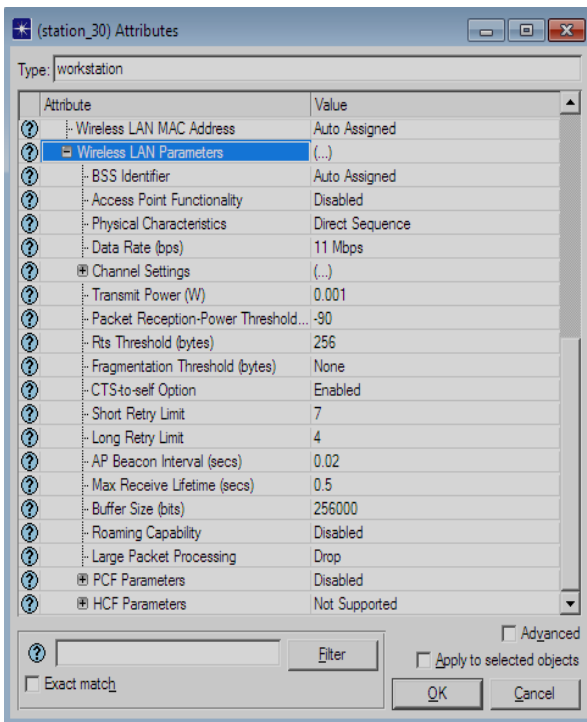 (station_30) Attributes
Type: workstation
Attribute Value
Wireless LAN MAC Address Auto Assigned
Wireless LAN Parameters (...)
BSS Identifier Auto Assigned
Access Point Functionality Disabled
Physical Characteristics Direct Sequence
Data Rate (bps) 11 Mbps
Channel Settings (...)
Transmit Power (W) 0.001
Packet Reception-Power Threshold... -90
Rts Threshold (bytes) 256
Fragmentation Threshold (bytes) None
CTS-to-self Option Enabled
Short Retry Limit 7
Long Retry Limit 4
AP Beacon Interval (secs) 0.02
Max Receive Lifetime (secs) 0.5
Buffer Size (bits) 256000
Roaming Capability Disabled
Large Packet Processing Drop
PCF Parameters Disabled
HCF Parameters Not Supported
Advanced
Filter
Apply to selected objects
Exact match
OK Cancel